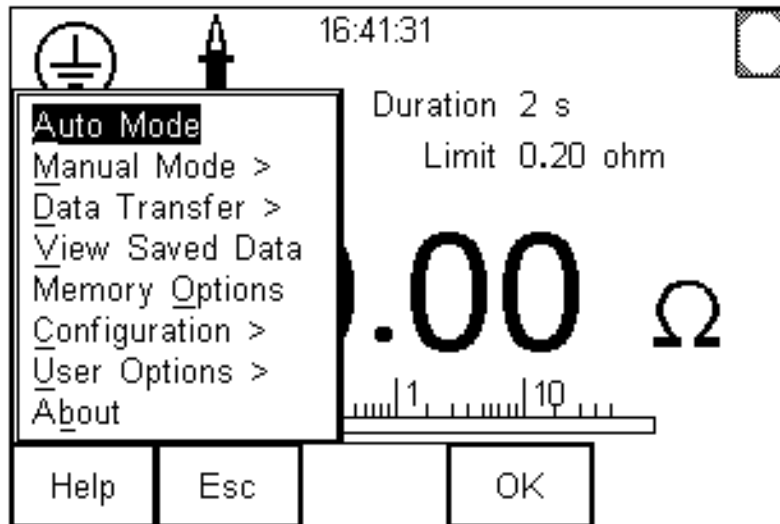 16:41:31
Duration 2 s
Limit 0.20 ohm
Auto Mode
Manual Mode >
Data Transfer >
View Saved Data
Memory Options
Configuration >
User Options >
About
.00 Ω
1 10
Help Esc OK